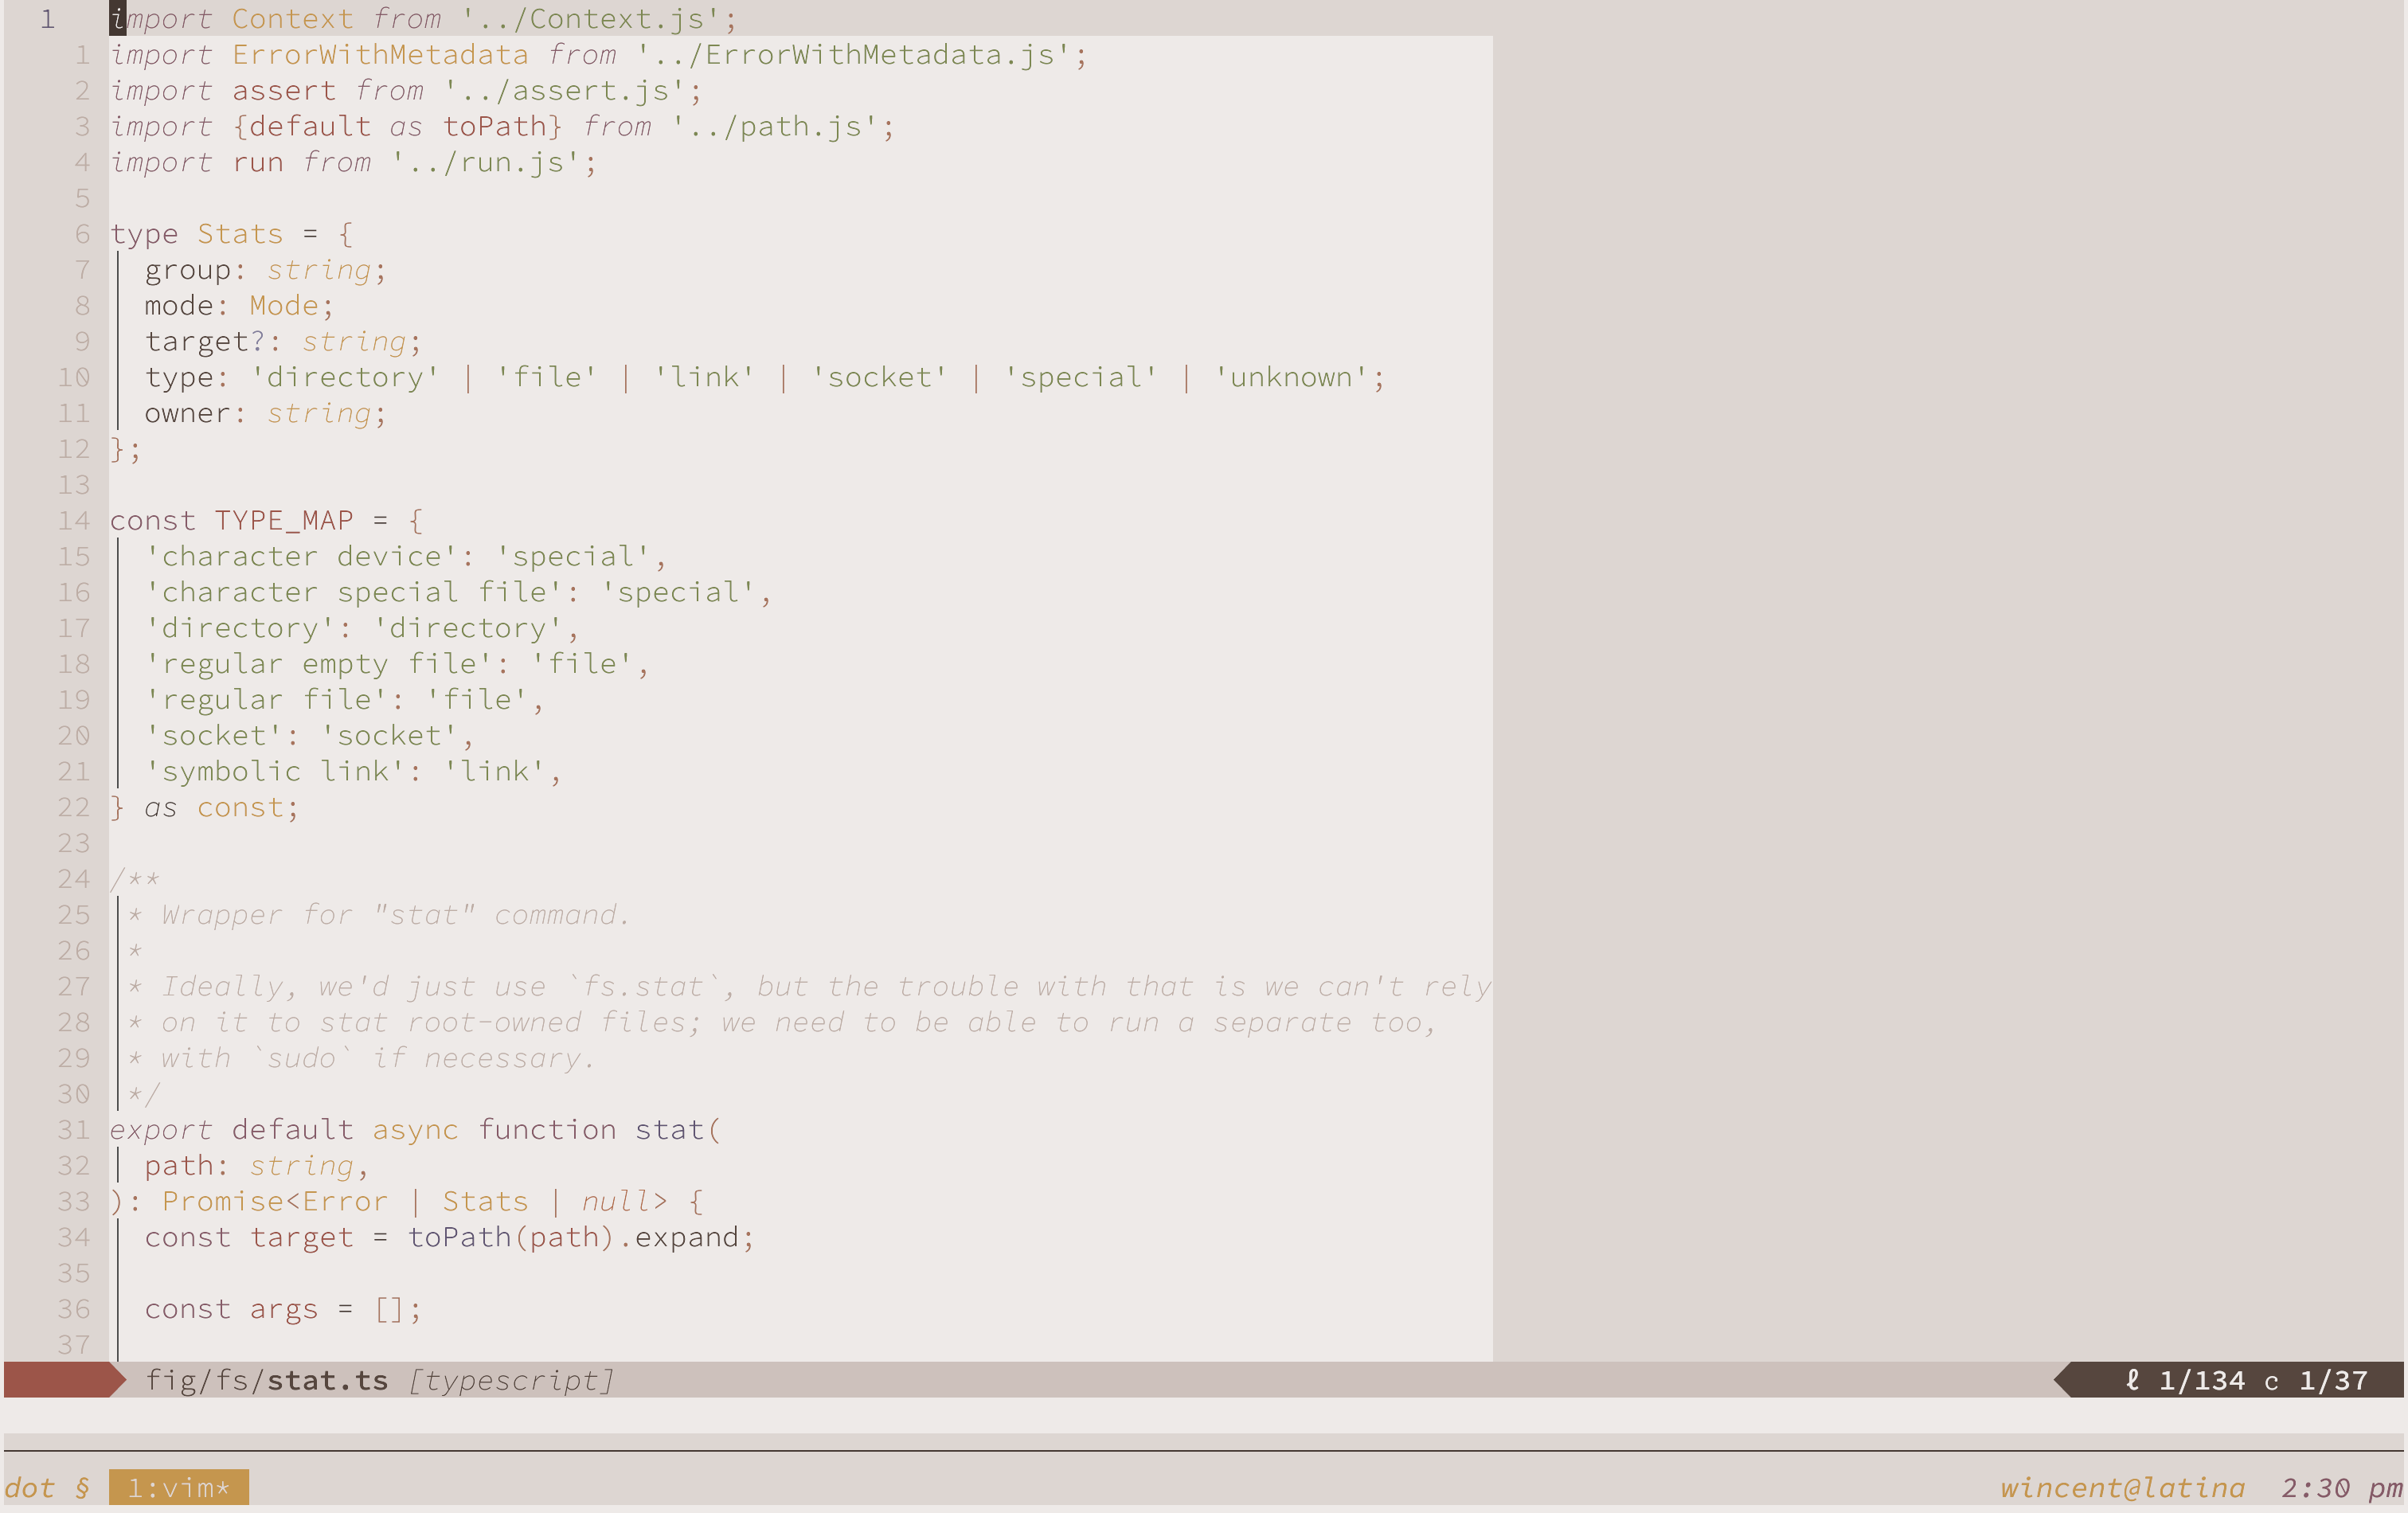 1 import Context from '../Context.js';
1 import ErrorWithMetadata from '../ErrorWithMetadata.js';
2 import assert from '../assert.js';
3 import {default as toPath} from '../path.js';
4 import run from '../run.js';
5
6 type Stats = {
7   group: string;
8   mode: Mode;
9   target?: string;
10   type: 'directory' | 'file' | 'link' | 'socket' | 'special' | 'unknown';
11   owner: string;
12 };
13
14 const TYPE_MAP = {
15   'character device': 'special',
16   'character special file': 'special',
17   'directory': 'directory',
18   'regular empty file': 'file',
19   'regular file': 'file',
20   'socket': 'socket',
21   'symbolic link': 'link',
22 } as const;
23
24 /**
25  * Wrapper for "stat" command.
26  *
27  * Ideally, we'd just use `fs.stat`, but the trouble with that is we can't rely
28  * on it to stat root-owned files; we need to be able to run a separate too,
29  * with `sudo` if necessary.
30  */
31 export default async function stat(
32   path: string,
33 ): Promise<Error | Stats | null> {
34   const target = toPath(path).expand;
35
36   const args = [];
37
fig/fs/stat.ts [typescript] ℓ 1/134 c 1/37
dot § 1:vim* wincent@latina 2:30 pm